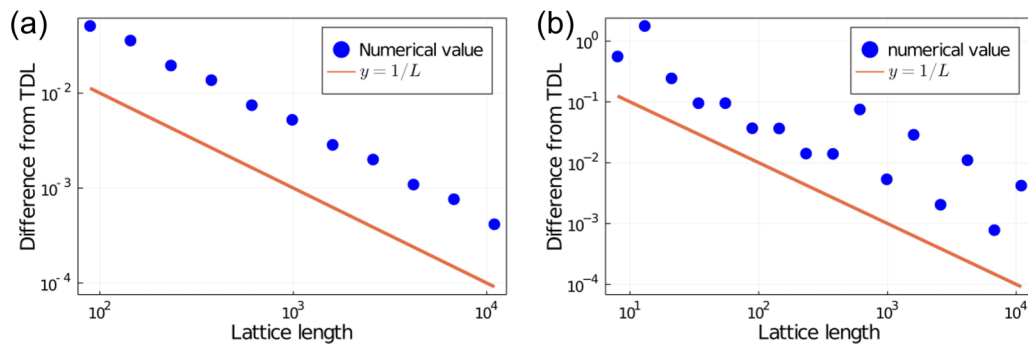 (a)
Difference from TDL
10^-2
10^-3
10^-4
Numerical value
y = 1/L
10^2
10^3
10^4
Lattice length
(b)
Difference from TDL
10^0
10^-1
10^-2
10^-3
10^-4
numerical value
y = 1/L
10^1
10^2
10^3
10^4
Lattice length